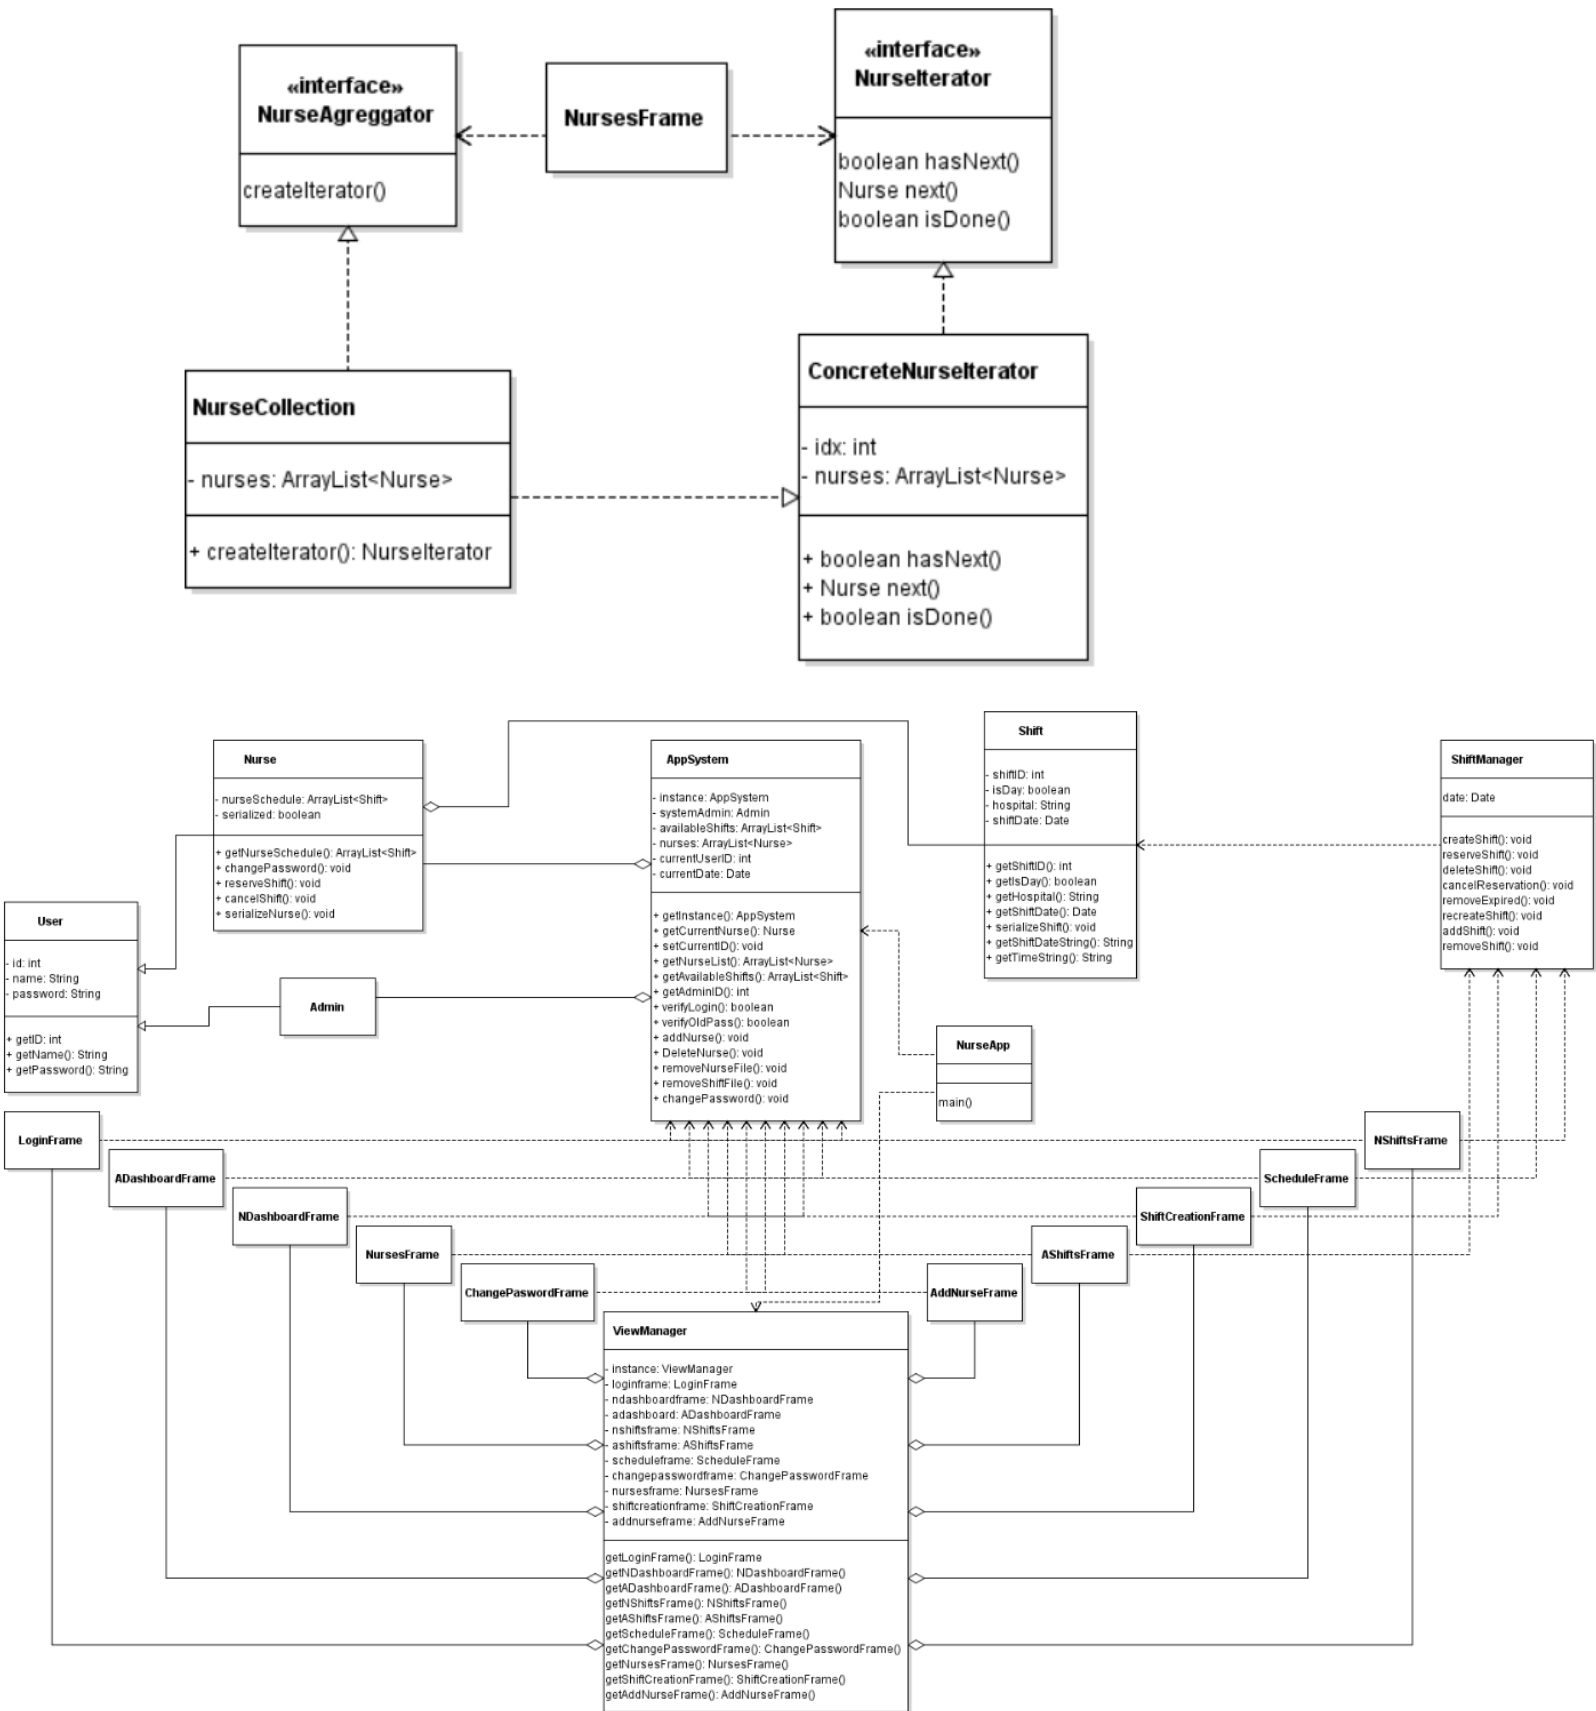 «interface»
NurseAgreggator
createIterator()
NursesFrame
«interface»
NurseIterator
boolean hasNext()
Nurse next()
boolean isDone()
NurseCollection
- nurses: ArrayList<Nurse>
+ createIterator(): NurseIterator
ConcreteNurseIterator
- idx: int
- nurses: ArrayList<Nurse>
+ boolean hasNext()
+ Nurse next()
+ boolean isDone()
Nurse
- nurseSchedule: ArrayList<Shift>
- serialized: boolean
+ getNurseSchedule(): ArrayList<Shift>
+ changePassword(): void
+ reserveShift(): void
+ cancelShift(): void
+ serializeNurse(): void
AppSystem
- instance: AppSystem
- systemAdmin: Admin
- availableShifts: ArrayList<Shift>
- nurses: ArrayList<Nurse>
- currentUserID: int
- currentDate: Date
+ getInstance(): AppSystem
+ getCurrentNurse(): Nurse
+ setCurrentID(): void
+ getNurseList(): ArrayList<Nurse>
+ getAvailableShifts(): ArrayList<Shift>
+ getAdminID(): int
+ verifyLogin(): boolean
+ verifyOldPass(): boolean
+ addNurse(): void
+ DeleteNurse(): void
+ removeNurseFile(): void
+ removeShiftFile(): void
+ changePassword(): void
Shift
- shiftID: int
- isDay: boolean
- hospital: String
- shiftDate: Date
+ getShiftID(): int
+ getIsDay(): boolean
+ getHospital(): String
+ getShiftDate(): Date
+ serializeShift(): void
+ getShiftDateString(): String
+ getTimeString(): String
ShiftManager
date: Date
createShift(): void
reserveShift(): void
deleteShift(): void
cancelReservation(): void
removeExpired(): void
recreateShift(): void
addShift(): void
removeShift(): void
User
- id: int
- name: String
- password: String
+ getID: int
+ getName(): String
+ getPassword(): String
Admin
NurseApp
main()
LoginFrame
ADashboardFrame
NDashboardFrame
NursesFrame
ChangePaswordFrame
AddNurseFrame
AShiftsFrame
ShiftCreationFrame
ScheduleFrame
NShiftsFrame
ViewManager
- instance: ViewManager
- loginframe: LoginFrame
- ndashboardframe: NDashboardFrame
- adashboard: ADashboardFrame
- nshiftsframe: NShiftsFrame
- ashiftsframe: AShiftsFrame
- scheduleframe: ScheduleFrame
- changepasswordframe: ChangePasswordFrame
- nursesframe: NursesFrame
- shiftcreationframe: ShiftCreationFrame
- addnurseframe: AddNurseFrame
getLoginFrame(): LoginFrame
getNDashboardFrame(): NDashboardFrame()
getADashboardFrame(): ADashboardFrame()
getNShiftsFrame(): NShiftsFrame()
getAShiftsFrame(): AShiftsFrame()
getScheduleFrame(): ScheduleFrame()
getChangePasswordFrame(): ChangePasswordFrame()
getNursesFrame(): NursesFrame()
getShiftCreationFrame(): ShiftCreationFrame()
getAddNurseFrame(): AddNurseFrame()